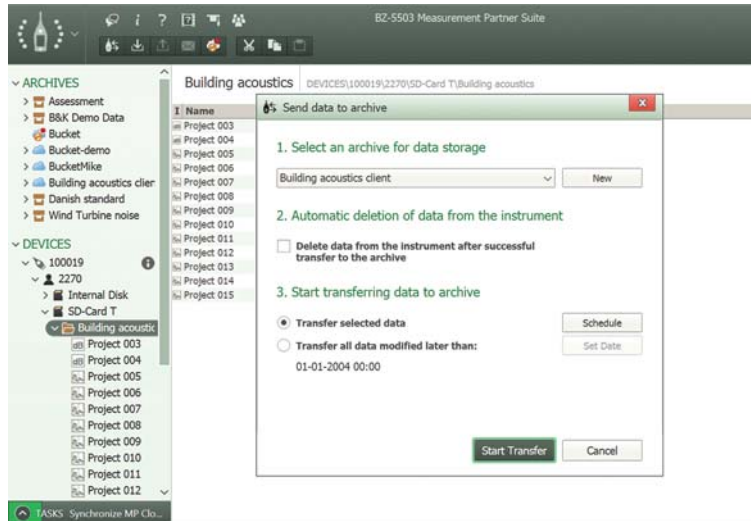 BZ-5503 Measurement Partner Suite
ARCHIVES
Assessment
B&K Demo Data
Bucket
Bucket-demo
BucketMike
Building acoustics clien
Danish standard
Wind Turbine noise
DEVICES
100019
2270
Internal Disk
SD-Card T
Building acoustic
Project 003
Project 004
Project 005
Project 006
Project 007
Project 008
Project 009
Project 010
Project 011
Project 012
TASKS Synchronize MP Clo...
Building acoustics DEVICES\100019\2270\SD-Card T\Building acoustics
I Name
Project 003
Project 004
Project 005
Project 006
Project 007
Project 008
Project 009
Project 010
Project 011
Project 012
Project 013
Project 014
Project 015
Send data to archive
1. Select an archive for data storage
Building acoustics client New
2. Automatic deletion of data from the instrument
Delete data from the instrument after successful
transfer to the archive
3. Start transferring data to archive
Transfer selected data Schedule
Transfer all data modified later than: Set Date
01-01-2004 00:00
Start Transfer Cancel